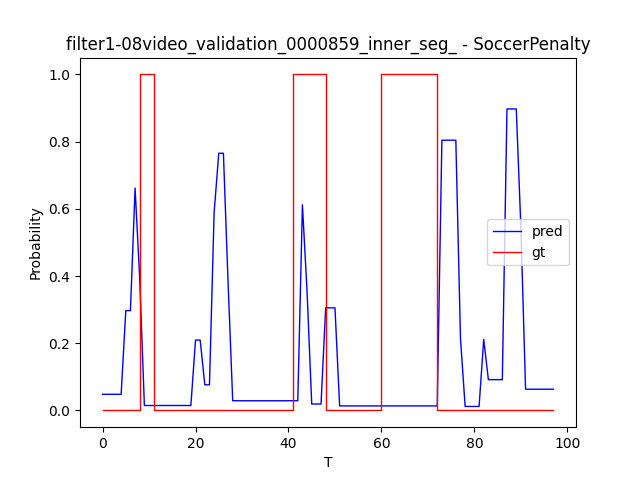 filter1-08video_validation_0000859_inner_seg_ - SoccerPenalty
1.0
0.8
0.6
0.4
0.2
0.0
Probability
pred
gt
0 20 40 60 80 100
T